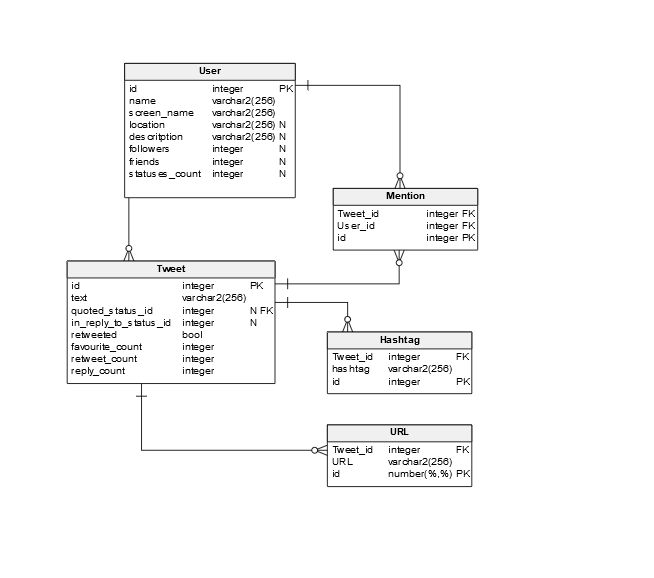 User
id integer PK
name varchar2(256)
screen_name varchar2(256)
location varchar2(256) N
descritption varchar2(256) N
followers integer N
friends integer N
statuses_count integer N
Mention
Tweet_id integer FK
User_id integer FK
id integer PK
Tweet
id integer PK
text varchar2(256)
quoted_status_id integer N FK
in_reply_to_status_id integer N
retweeted bool
favourite_count integer
retweet_count integer
reply_count integer
Hashtag
Tweet_id integer FK
hashtag varchar2(256)
id integer PK
URL
Tweet_id integer FK
URL varchar2(256)
id number(%,%) PK